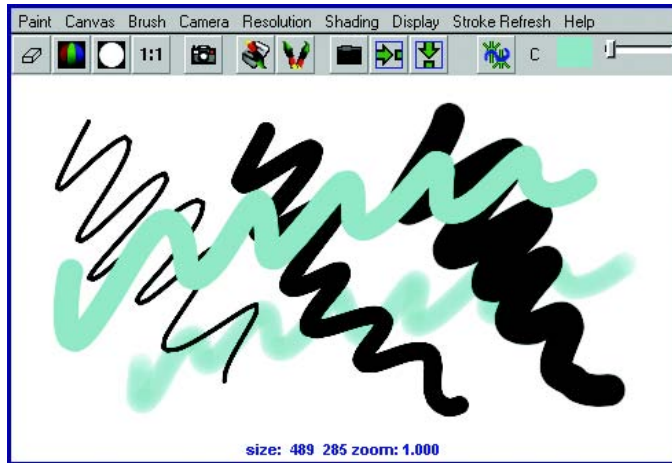 Paint Canvas Brush Camera Resolution Shading Display Stroke Refresh Help
1:1 C
size: 489 285 zoom: 1.000